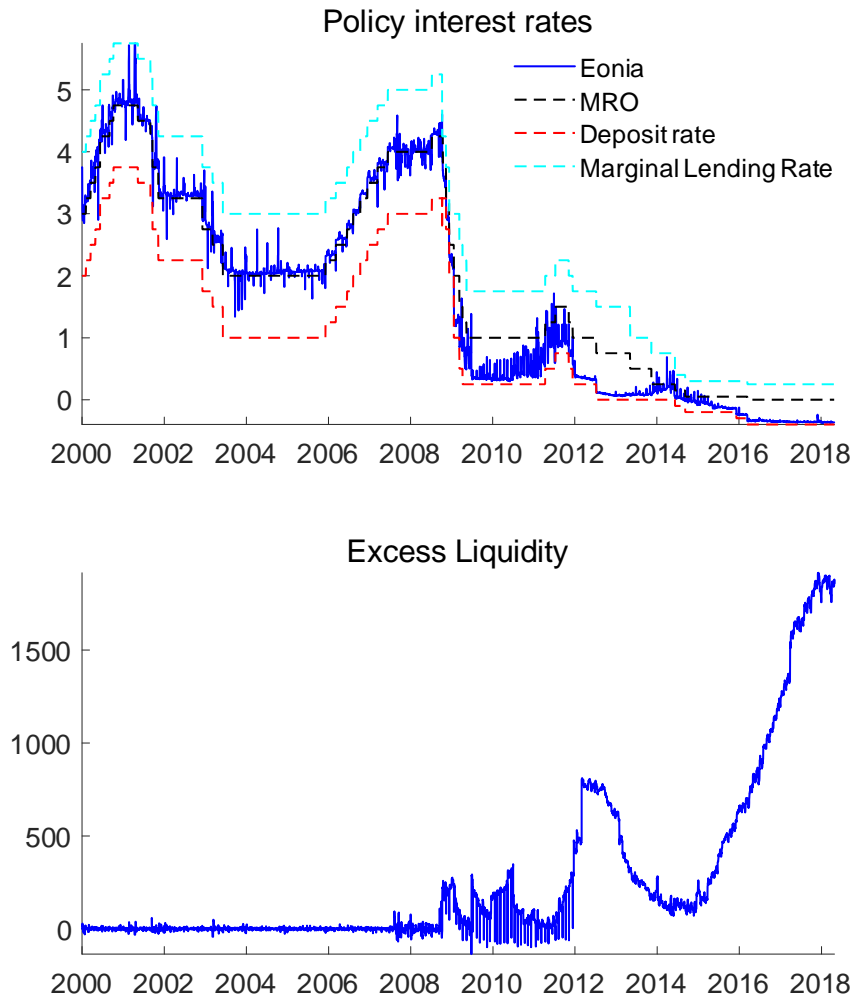 Policy interest rates
Eonia
MRO
Deposit rate
Marginal Lending Rate
5
4
3
2
1
0
2000 2002 2004 2006 2008 2010 2012 2014 2016 2018
Excess Liquidity
1500
1000
500
0
2000 2002 2004 2006 2008 2010 2012 2014 2016 2018